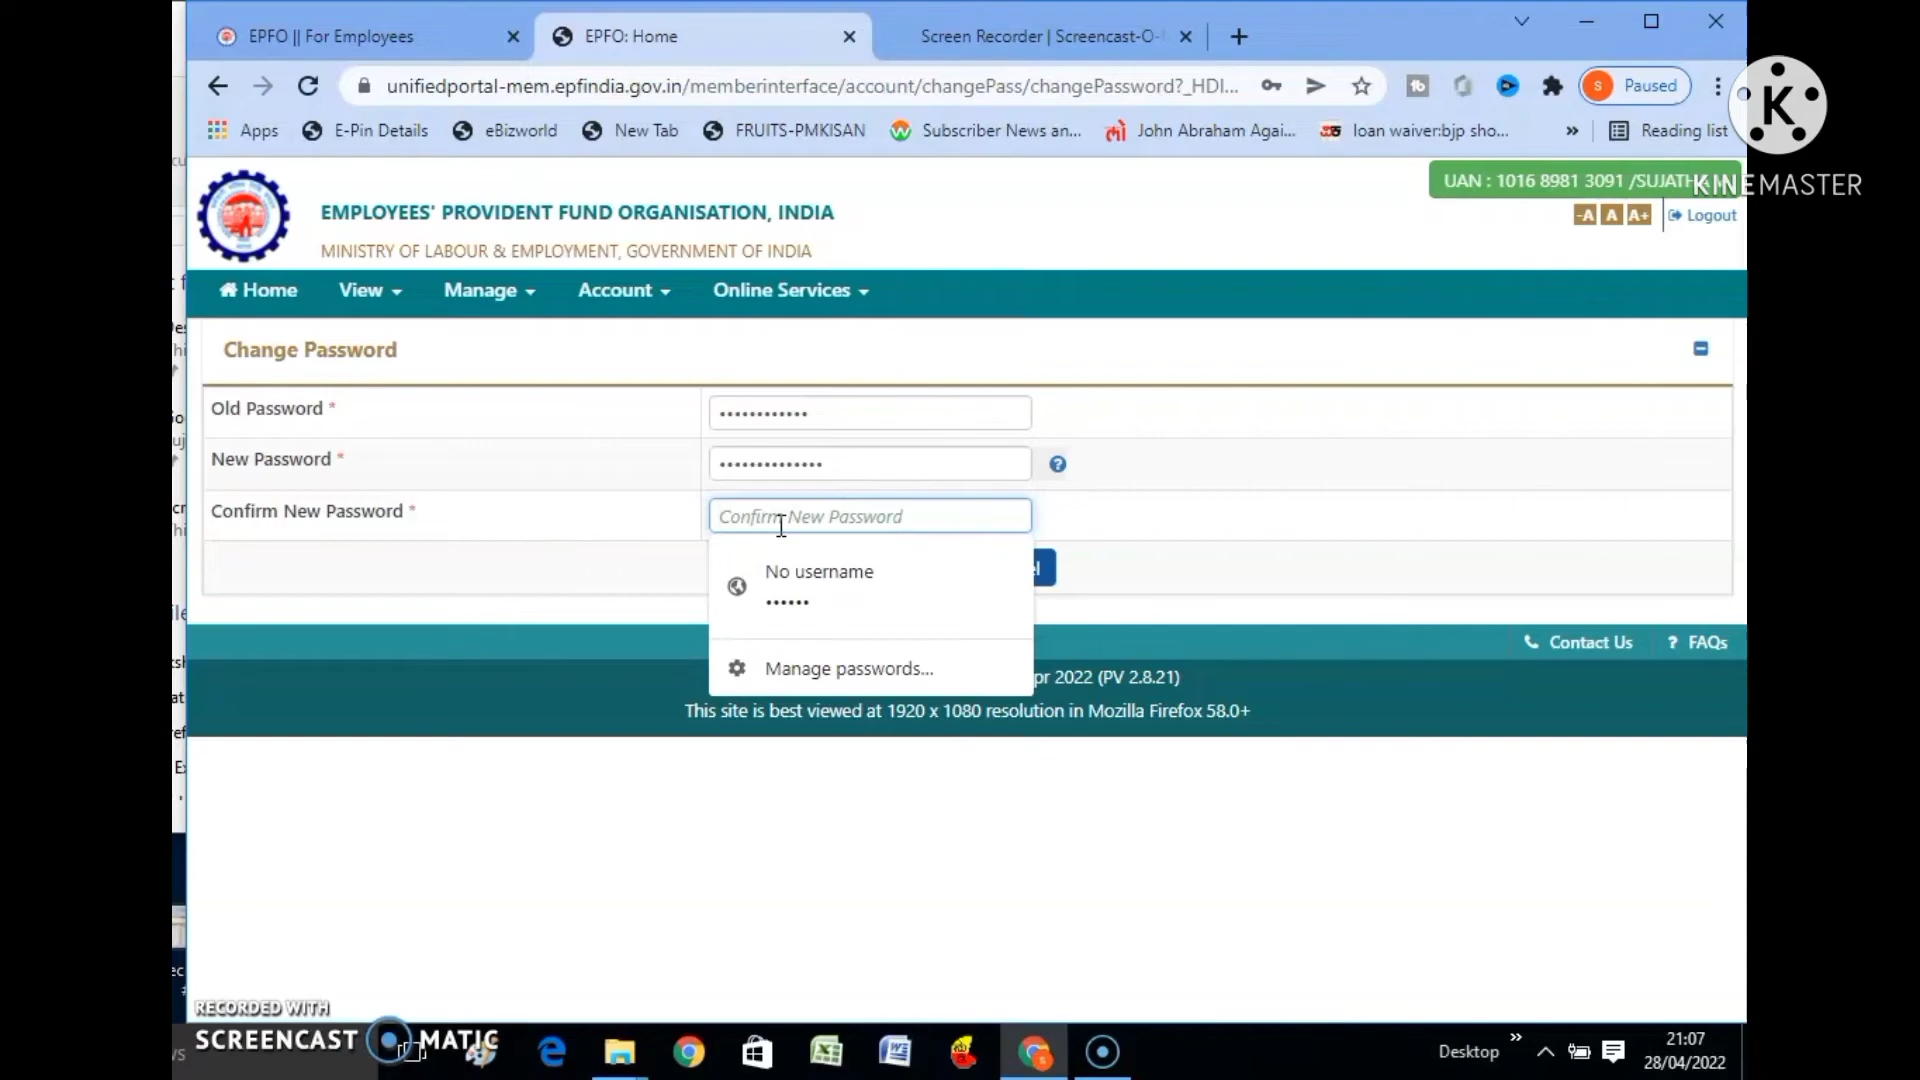 EPFO || For Employees
EPFO: Home
Screen Recorder | Screencast-O-
unifiedportal-mem.epfindia.gov.in/memberinterface/account/changePass/changePassword?_HDI...
Paused
Apps
E-Pin Details
eBizworld
New Tab
FRUITS-PMKISAN
Subscriber News an...
John Abraham Agai...
loan waiver:bjp sho...
»
Reading list
K
KINEMASTER
UAN : 1016 8981 3091 /SUJATHA
EMPLOYEES' PROVIDENT FUND ORGANISATION, INDIA
-A A A+
Logout
MINISTRY OF LABOUR & EMPLOYMENT, GOVERNMENT OF INDIA
Home
View
Manage
Account
Online Services
Change Password
Old Password *
••••••••••••
New Password *
••••••••••••••
Confirm New Password *
Confirm New Password
No username
••••••
Manage passwords...
Contact Us
? FAQs
pr 2022 (PV 2.8.21)
This site is best viewed at 1920 x 1080 resolution in Mozilla Firefox 58.0+
RECORDED WITH
SCREENCAST MATIC
Desktop
»
21:07
28/04/2022